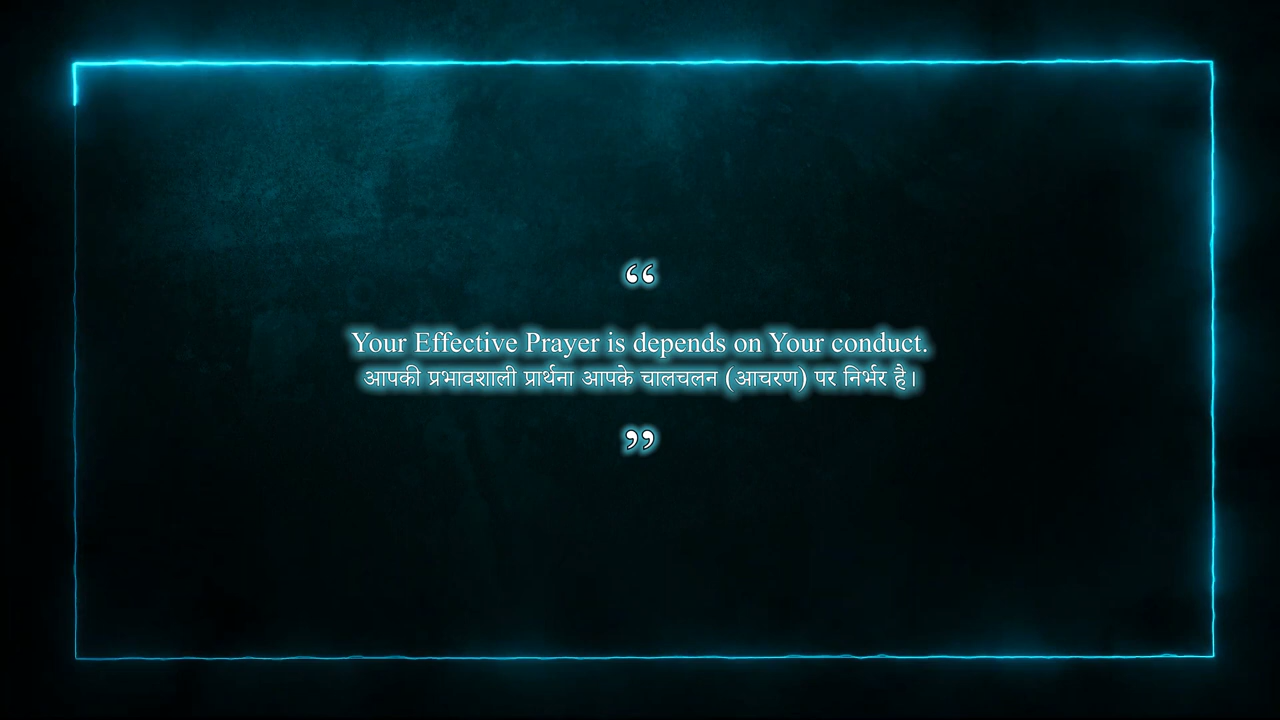 “
Your Effective Prayer is depends on Your conduct.
आपकी प्रभावशाली प्रार्थना आपके चालचलन (आचरण) पर निर्भर है।
”